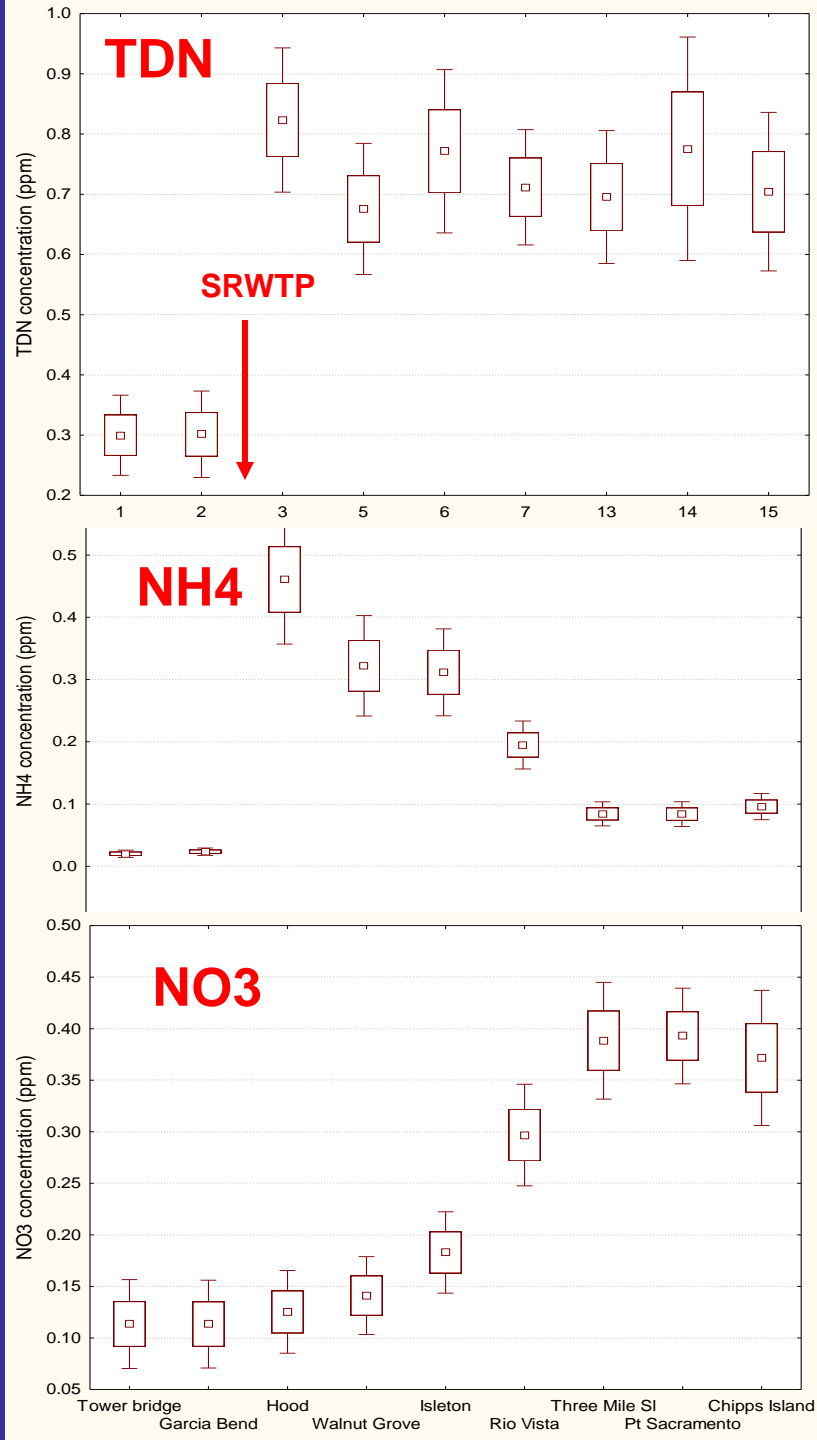 TDN
TDN concentration (ppm)
1.0
0.9
0.8
0.7
0.6
0.5
0.4
0.3
0.2
SRWTP
1 2 3 5 6 7 13 14 15
NH4
NH4 concentration (ppm)
0.5
0.4
0.3
0.2
0.1
0.0
NO3
NO3 concentration (ppm)
0.50
0.45
0.40
0.35
0.30
0.25
0.20
0.15
0.10
0.05
Tower bridge Hood Isleton Three Mile Sl Chipps Island
Garcia Bend Walnut Grove Rio Vista Pt Sacramento